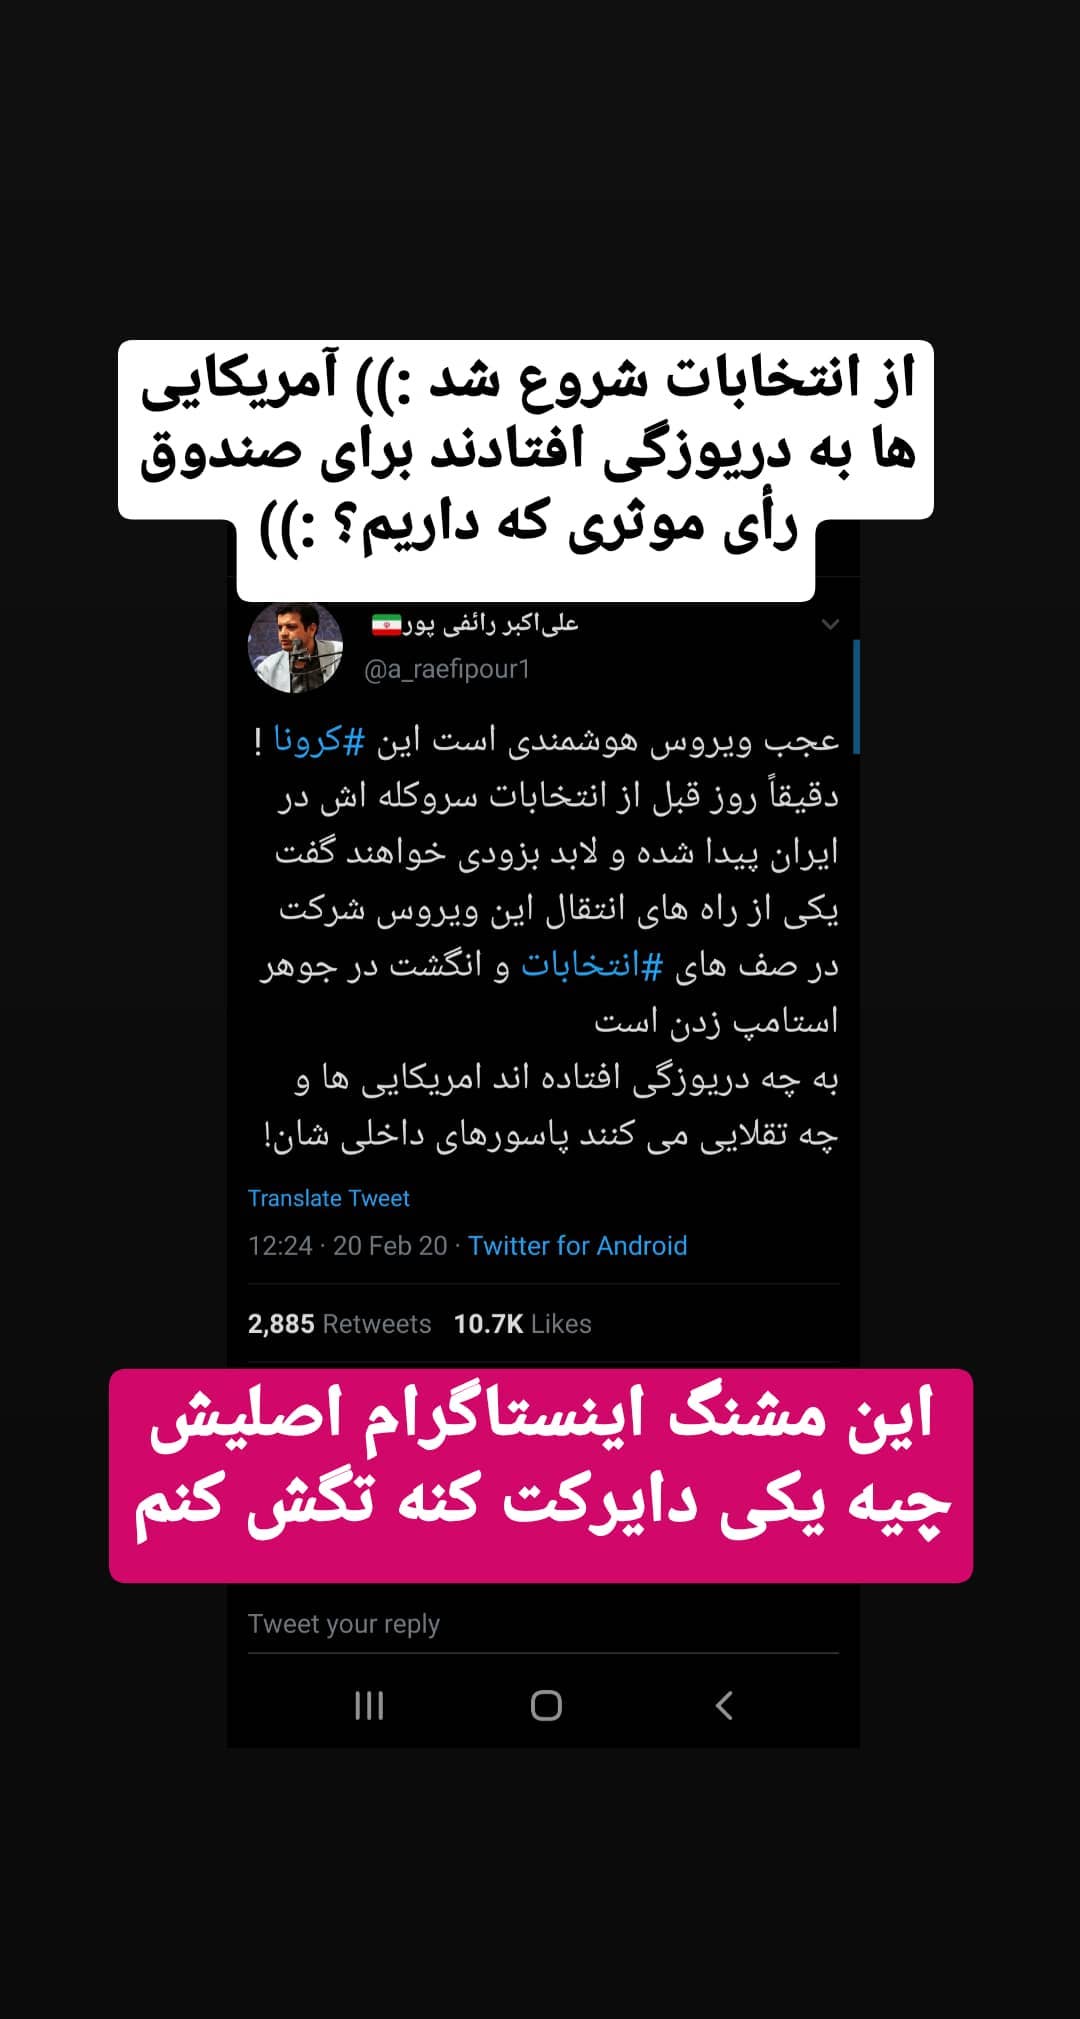 از انتخابات شروع شد :)) آمریکایی
ها به دریوزگی افتادند برای صندوق
رأی موثری که داریم؟ :))
علی‌اکبر رائفی پور🇮🇷
@a_raefipour1
عجب ویروس هوشمندی است این #کرونا !
دقیقاً روز قبل از انتخابات سروکله اش در
ایران پیدا شده و لابد بزودی خواهند گفت
یکی از راه های انتقال این ویروس شرکت
در صف های #انتخابات و انگشت در جوهر
استامپ زدن است
به چه دریوزگی افتاده اند امریکایی ها و
چه تقلایی می کنند پاسورهای داخلی شان!
Translate Tweet
12:24 · 20 Feb 20 · Twitter for Android
2,885 Retweets 10.7K Likes
این مشنگ اینستاگرام اصلیش
چیه یکی دایرکت کنه تگش کنم
Tweet your reply